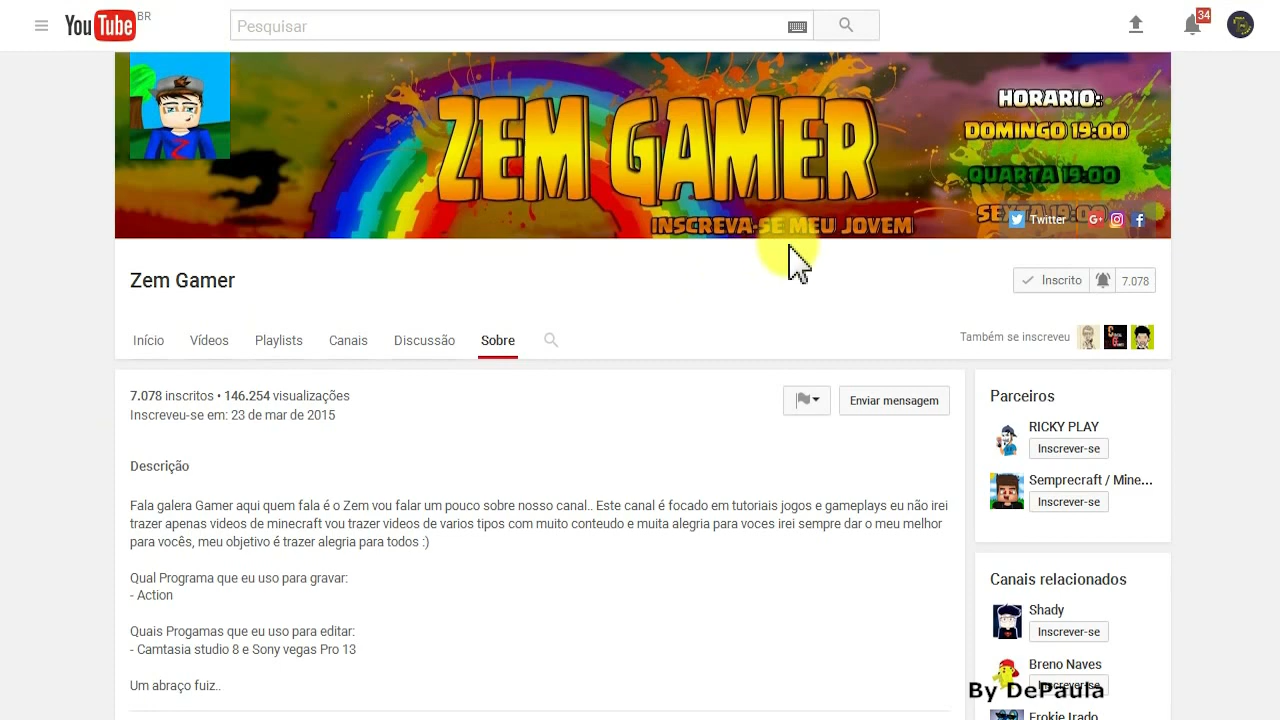 YouTube BR
Pesquisar
34
ZEM GAMER
INSCREVA-SE MEU JOVEM
HORARIO:
DOMINGO 19:00
QUARTA 19:00
SEXTA 19:00
Twitter
Zem Gamer
Inscrito
7.078
Início
Vídeos
Playlists
Canais
Discussão
Sobre
Também se inscreveu
7.078 inscritos • 146.254 visualizações
Inscreveu-se em: 23 de mar de 2015
Enviar mensagem
Descrição
Fala galera Gamer aqui quem fala é o Zem vou falar um pouco sobre nosso canal.. Este canal é focado em tutoriais jogos e gameplays eu não irei
trazer apenas videos de minecraft vou trazer videos de varios tipos com muito conteudo e muita alegria para voces irei sempre dar o meu melhor
para vocês, meu objetivo é trazer alegria para todos :)
Qual Programa que eu uso para gravar:
- Action
Quais Progamas que eu uso para editar:
- Camtasia studio 8 e Sony vegas Pro 13
Um abraço fuiz..
Parceiros
RICKY PLAY
Inscrever-se
Semprecraft / Mine...
Inscrever-se
Canais relacionados
Shady
Inscrever-se
Breno Naves
Inscrever-se
By DePaula
Frokie Irado